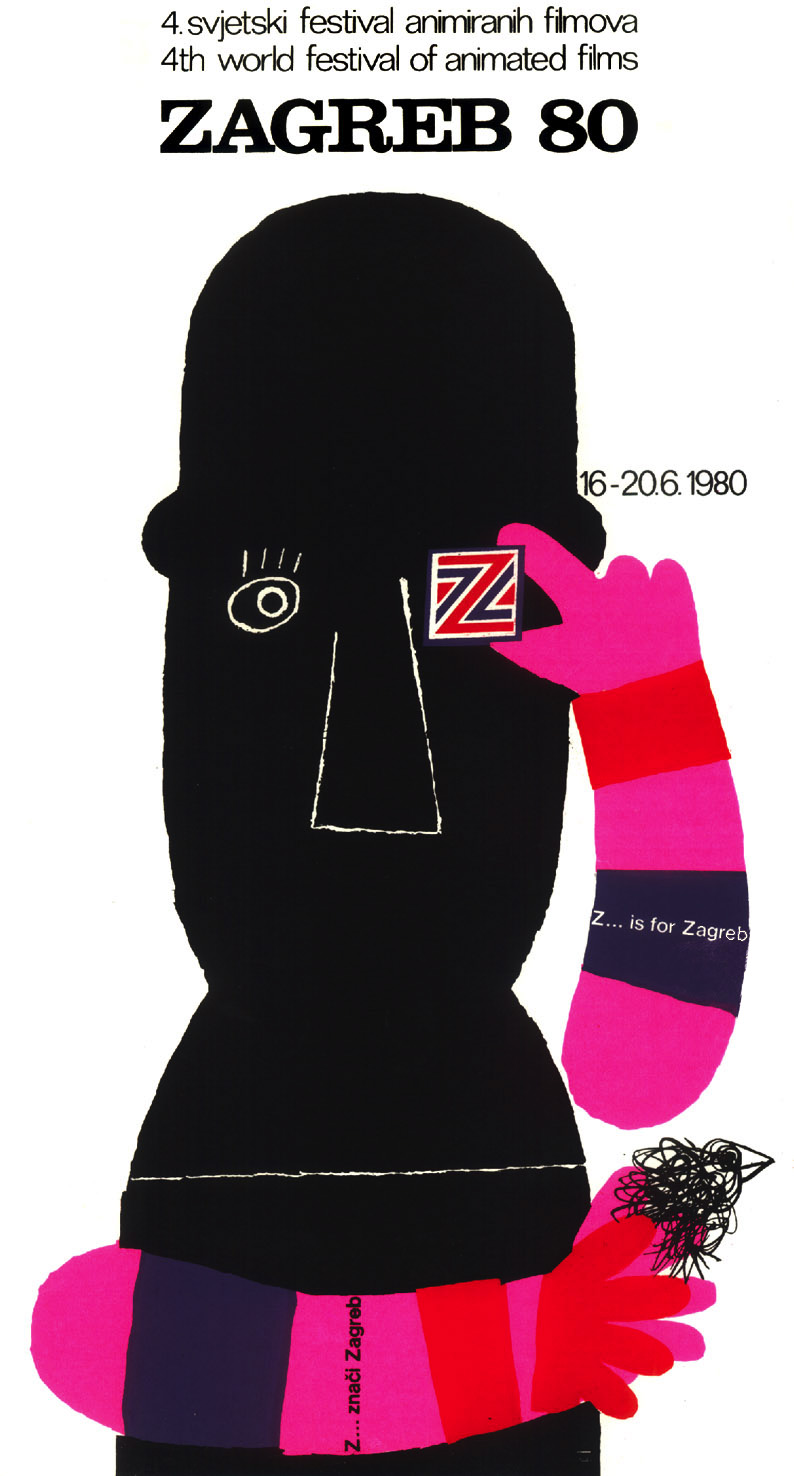 4. svjetski festival animiranih filmova
4th world festival of animated films
ZAGREB 80
16-20.6.1980
Z
Z... is for Zagreb
Z... znači Zagreb